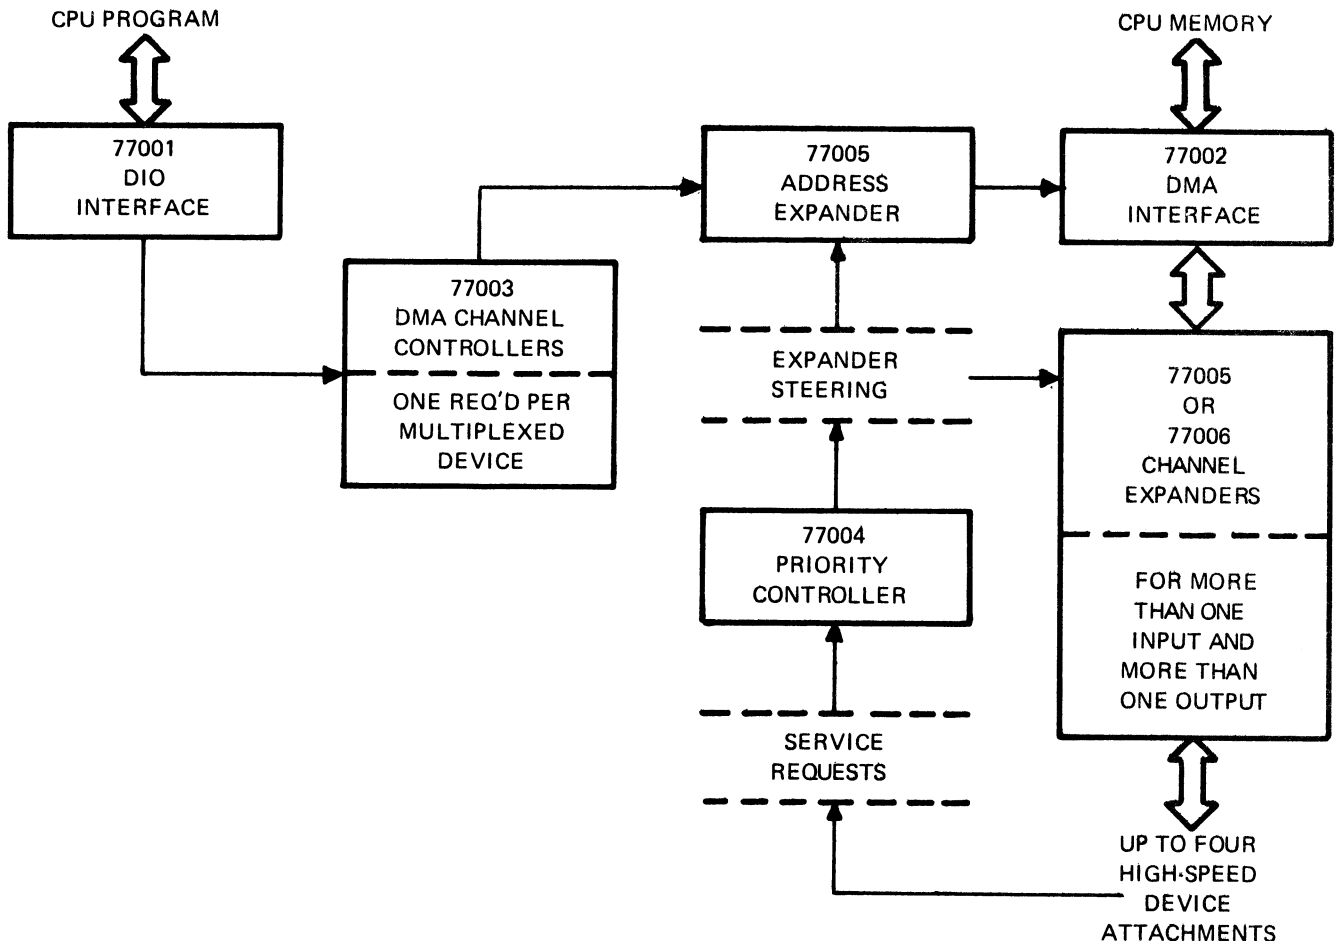 CPU PROGRAM
77001
DIO
INTERFACE
77003
DMA CHANNEL
CONTROLLERS
ONE REQ'D PER
MULTIPLEXED
DEVICE
77005
ADDRESS
EXPANDER
EXPANDER
STEERING
77004
PRIORITY
CONTROLLER
SERVICE
REQUESTS
CPU MEMORY
77002
DMA
INTERFACE
77005
OR
77006
CHANNEL
EXPANDERS
FOR MORE
THAN ONE
INPUT AND
MORE THAN
ONE OUTPUT
UP TO FOUR
HIGH-SPEED
DEVICE
ATTACHMENTS